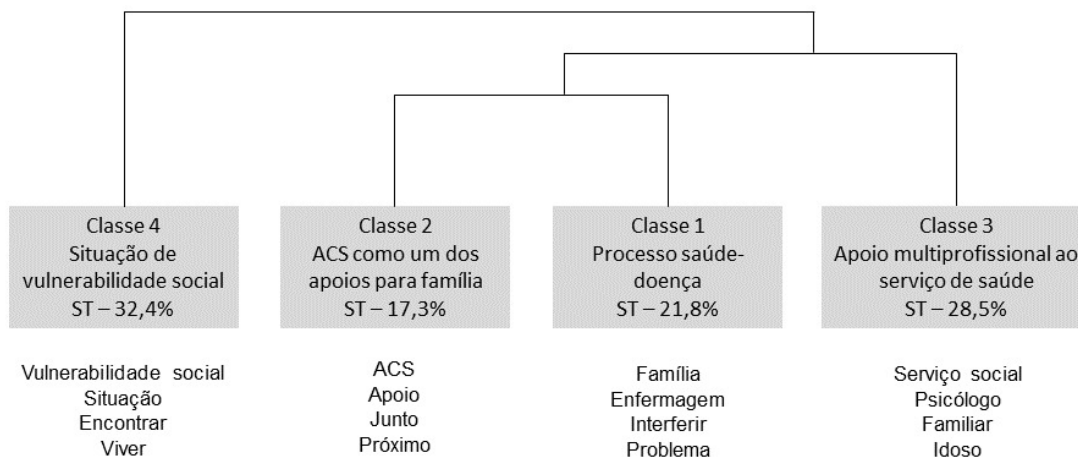 Classe 4
Situação de
vulnerabilidade social
ST – 32,4%
Classe 2
ACS como um dos
apoios para família
ST – 17,3%
Classe 1
Processo saúde-
doença
ST – 21,8%
Classe 3
Apoio multiprofissional ao
serviço de saúde
ST – 28,5%
Vulnerabilidade social
Situação
Encontrar
Viver
ACS
Apoio
Junto
Próximo
Família
Enfermagem
Interferir
Problema
Serviço social
Psicólogo
Familiar
Idoso